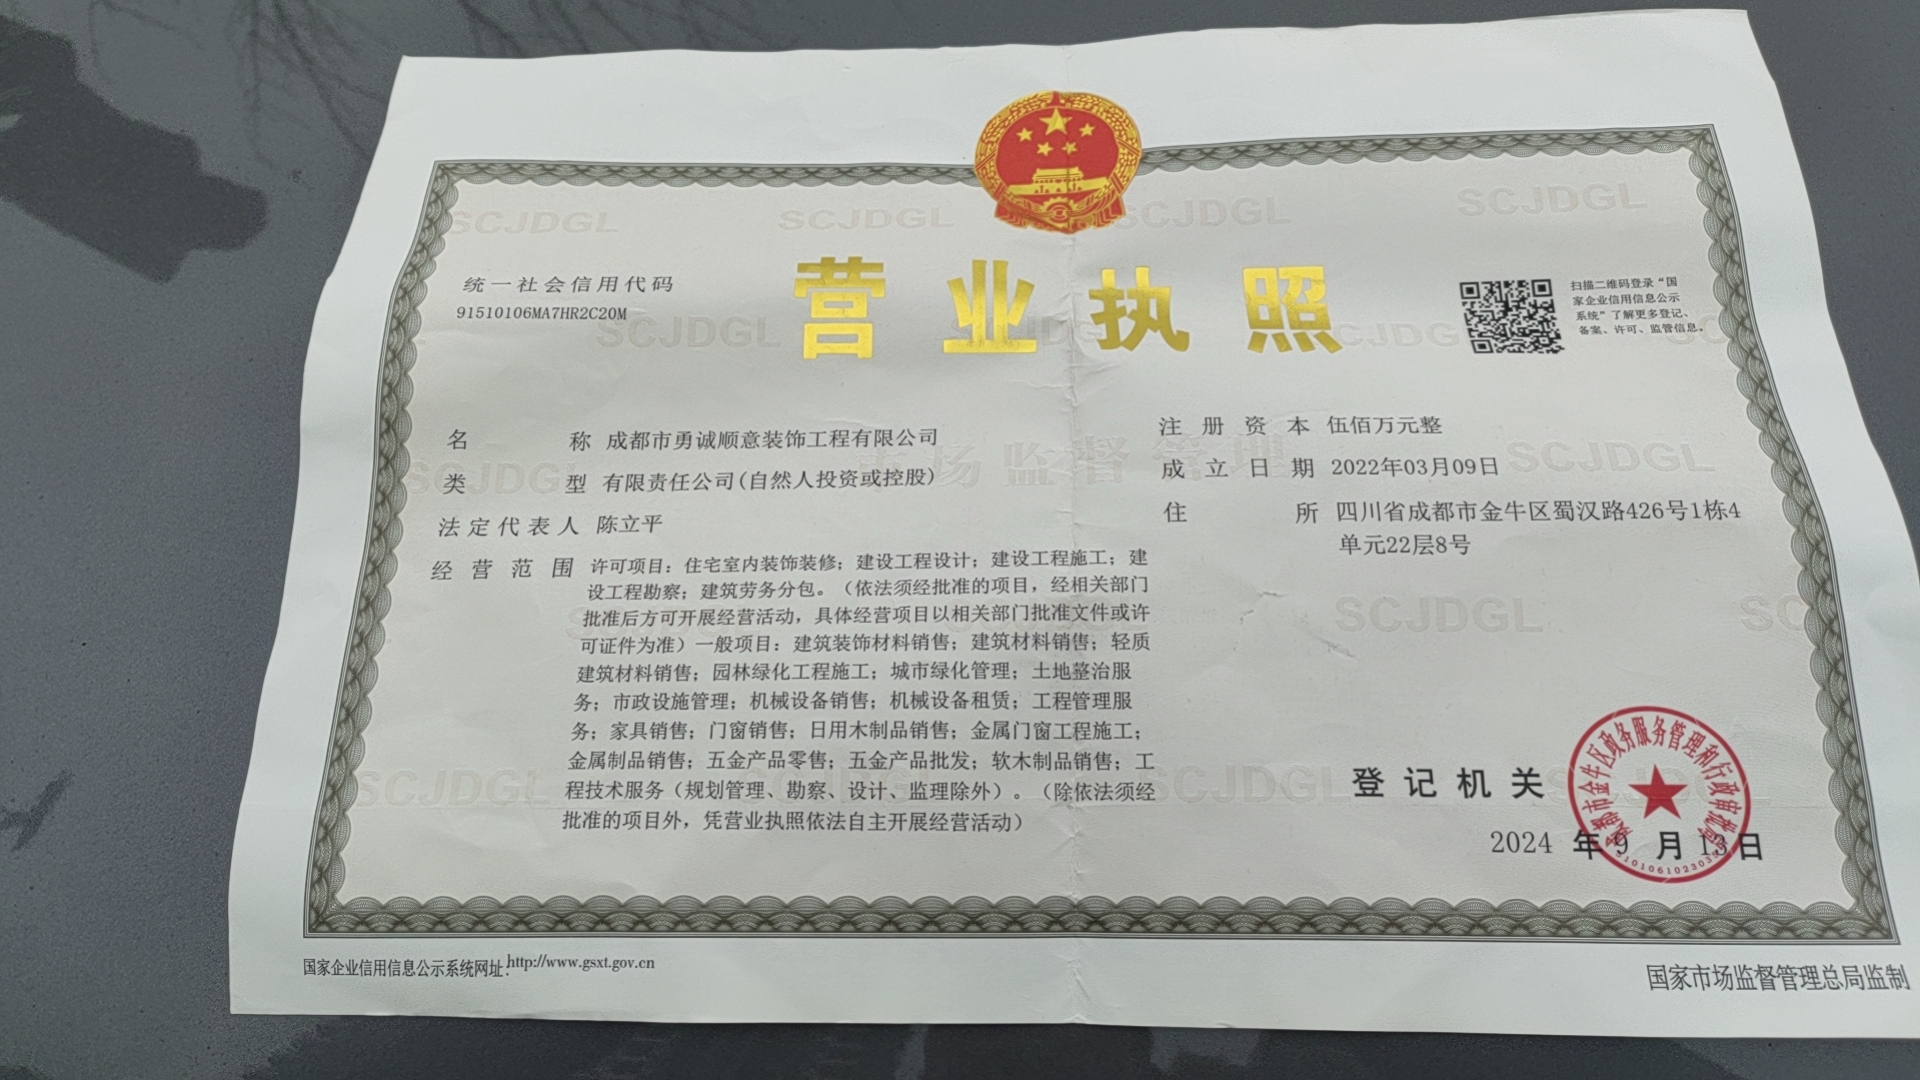 营业执照
统一社会信用代码
91510106MA7HR2C20M
扫描二维码登录“国
家企业信用信息公示
系统”了解更多登记、
备案、许可、监管信息。
名称 成都市勇诚顺意装饰工程有限公司
类型 有限责任公司(自然人投资或控股)
法定代表人 陈立平
经营范围 许可项目：住宅室内装饰装修；建设工程设计；建设工程施工；建
设工程勘察；建筑劳务分包。（依法须经批准的项目，经相关部门
批准后方可开展经营活动，具体经营项目以相关部门批准文件或许
可证件为准）一般项目：建筑装饰材料销售；建筑材料销售；轻质
建筑材料销售；园林绿化工程施工；城市绿化管理；土地整治服
务；市政设施管理；机械设备销售；机械设备租赁；工程管理服
务；家具销售；门窗销售；日用木制品销售；金属门窗工程施工；
金属制品销售；五金产品零售；五金产品批发；软木制品销售；工
程技术服务（规划管理、勘察、设计、监理除外）。（除依法须经
批准的项目外，凭营业执照依法自主开展经营活动）
注册资本 伍佰万元整
成立日期 2022年03月09日
住所 四川省成都市金牛区蜀汉路426号1栋4
单元22层8号
登记机关
成都市金牛区政务服务管理和行政审批局
2024 年 9 月 13 日
国家企业信用信息公示系统网址：http://www.gsxt.gov.cn
国家市场监督管理总局监制